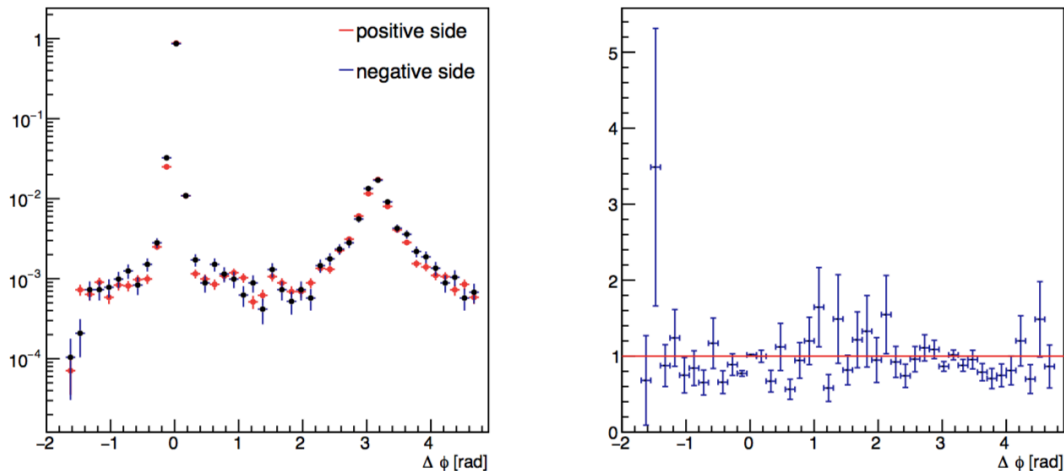 positive side
negative side
1
10⁻¹
10⁻²
10⁻³
10⁻⁴
−2 −1 0 1 2 3 4
Δ ϕ [rad]
5
4
3
2
1
0
−2 −1 0 1 2 3 4
Δ ϕ [rad]